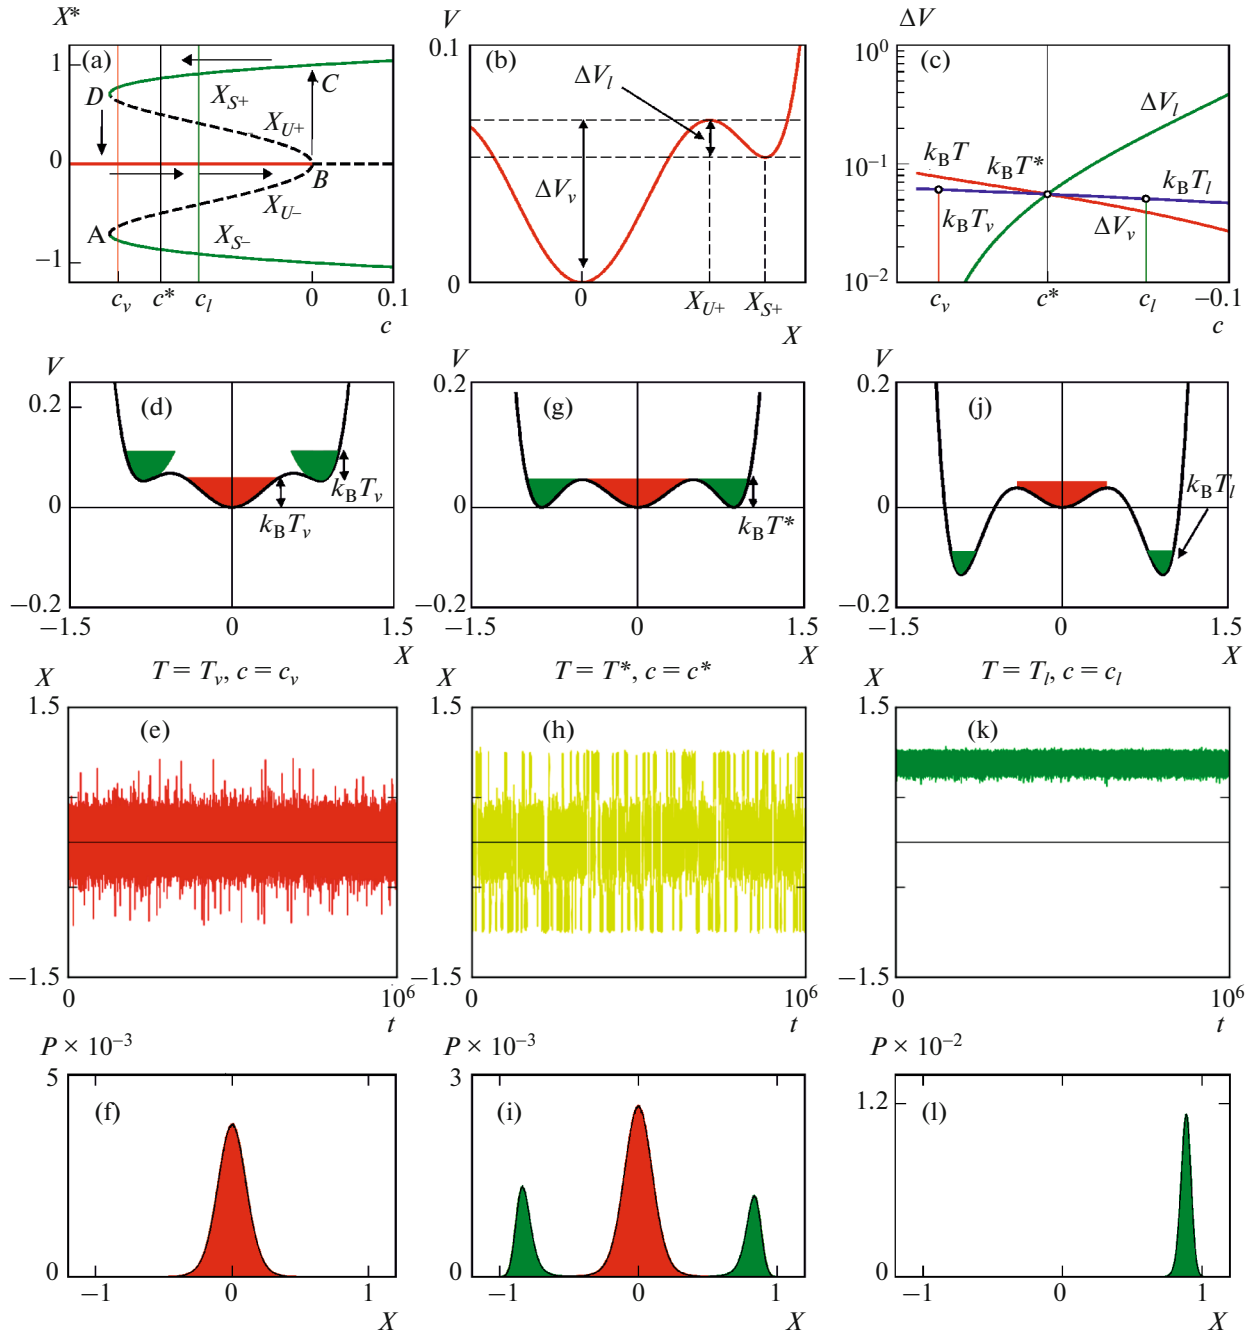 X*
(a)
1
0
−1
D
C
B
A
X_{S+}
X_{U+}
X_{U−}
X_{S−}
c_v
c*
c_l
0
0.1
c
V
(b)
0.1
0
ΔV_l
ΔV_v
0
X_{U+}
X_{S+}
X
ΔV
(c)
10^0
10^{−1}
10^{−2}
ΔV_l
k_BT
k_BT*
k_BT_l
k_BT_v
ΔV_v
c_v
c*
c_l
−0.1
c
V
(d)
0.2
0
−0.2
k_BT_v
k_BT_v
−1.5
0
1.5
X
V
(g)
0.2
0
−0.2
k_BT*
−1.5
0
1.5
X
V
(j)
0.2
0
−0.2
k_BT_l
−1.5
0
1.5
X
X
T = T_v, c = c_v
1.5
(e)
−1.5
0
10^6
t
X
T = T*, c = c*
1.5
(h)
−1.5
0
10^6
t
X
T = T_l, c = c_l
1.5
(k)
−1.5
0
10^6
t
P × 10^{−3}
5
(f)
0
−1
0
1
X
P × 10^{−3}
3
(i)
0
−1
0
1
X
P × 10^{−2}
1.2
(l)
0
−1
0
1
X